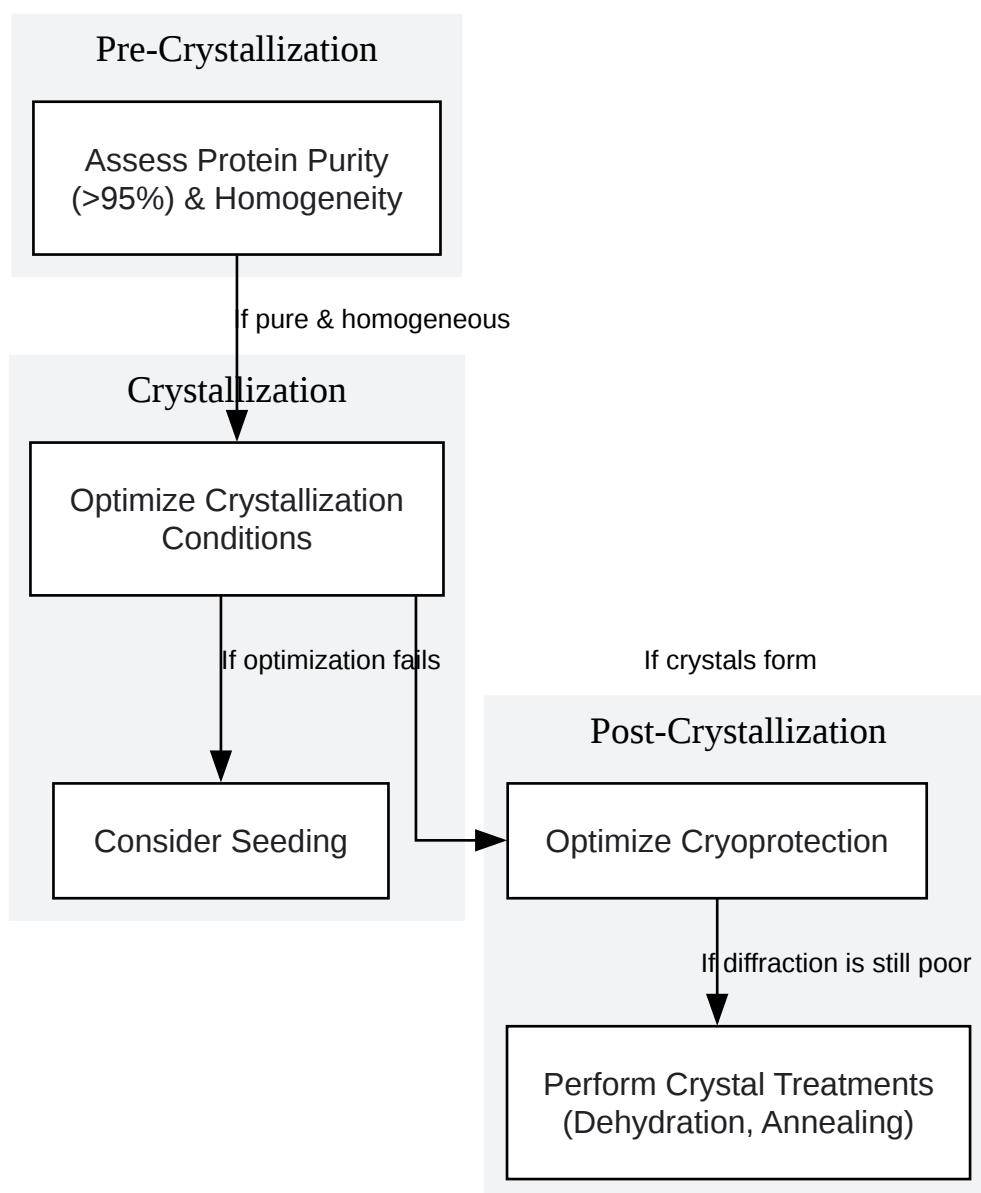 Pre-Crystallization
Assess Protein Purity
(>95%) & Homogeneity
If pure & homogeneous
Crystallization
Optimize Crystallization
Conditions
If optimization fails
If crystals form
Post-Crystallization
Consider Seeding
Optimize Cryoprotection
If diffraction is still poor
Perform Crystal Treatments
(Dehydration, Annealing)